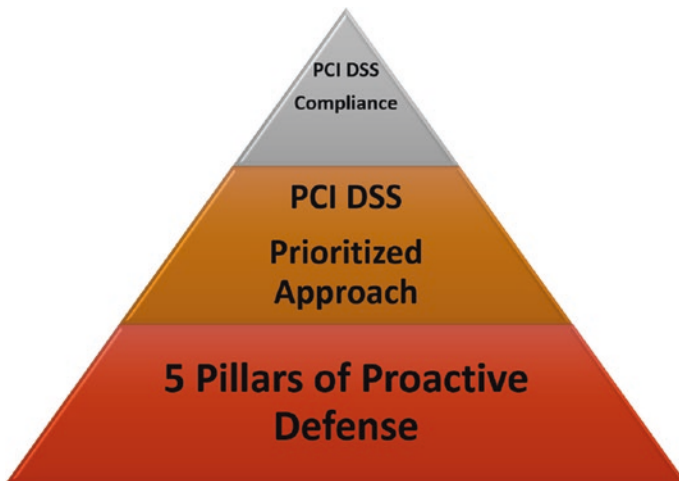 PCI DSS
Compliance
PCI DSS
Prioritized
Approach
5 Pillars of Proactive
Defense